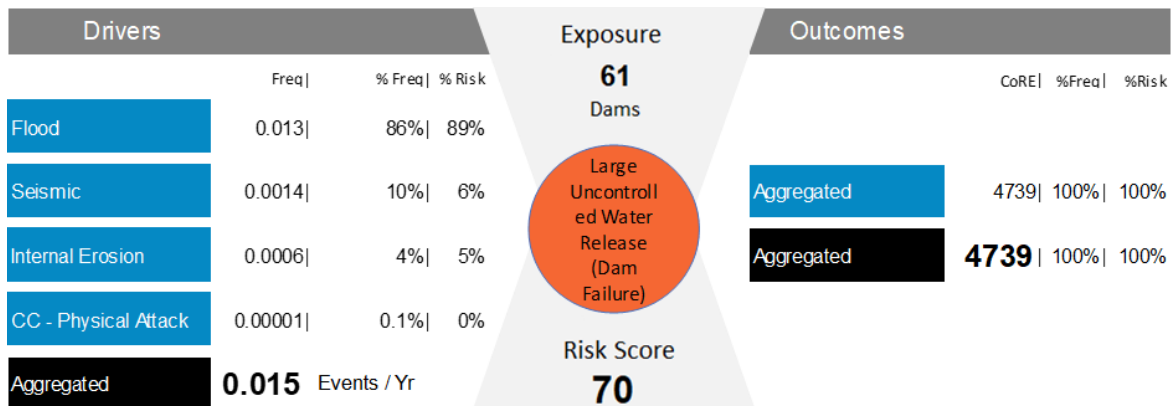 Drivers
Exposure
Outcomes
61
Dams
Freq| % Freq| % Risk
CoRE| %Freq| %Risk
Flood 0.013| 86%| 89%
Seismic 0.0014| 10%| 6%
Internal Erosion 0.0006| 4%| 5%
CC - Physical Attack 0.00001| 0.1%| 0%
Aggregated 0.015 Events / Yr
Large
Uncontroll
ed Water
Release
(Dam
Failure)
Risk Score
70
Aggregated 4739| 100%| 100%
Aggregated 4739| 100%| 100%